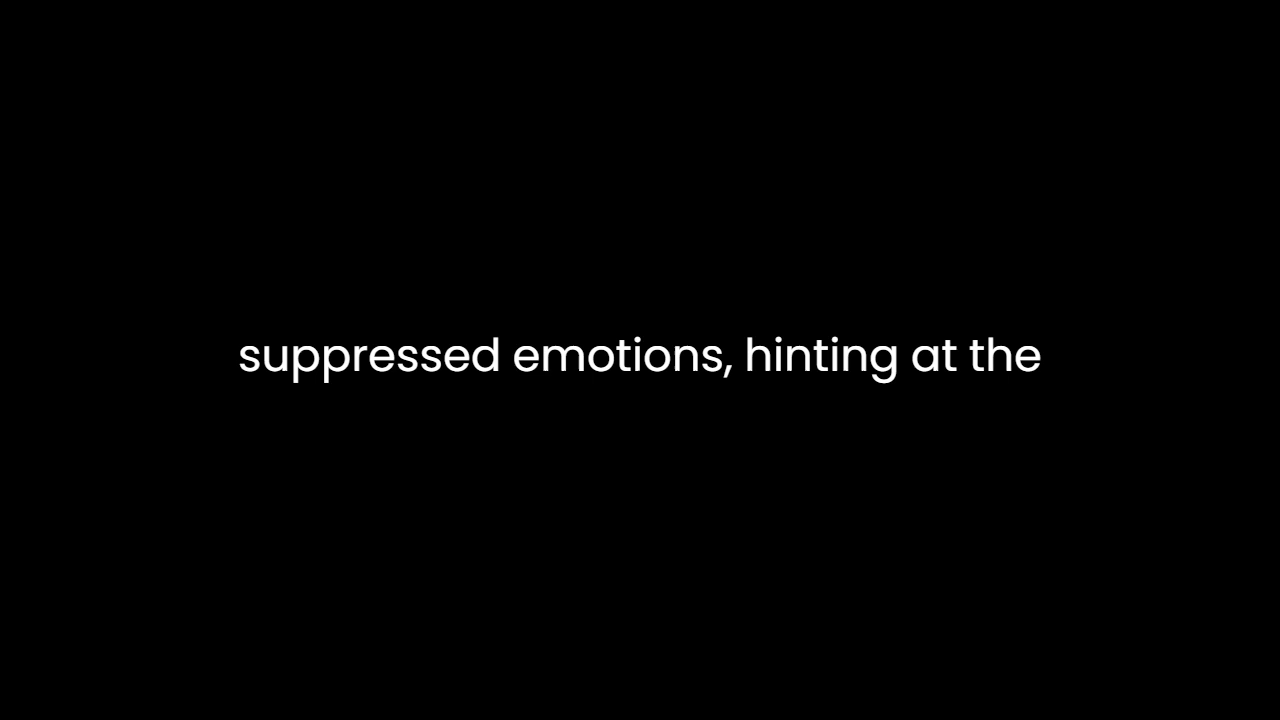 suppressed emotions, hinting at the